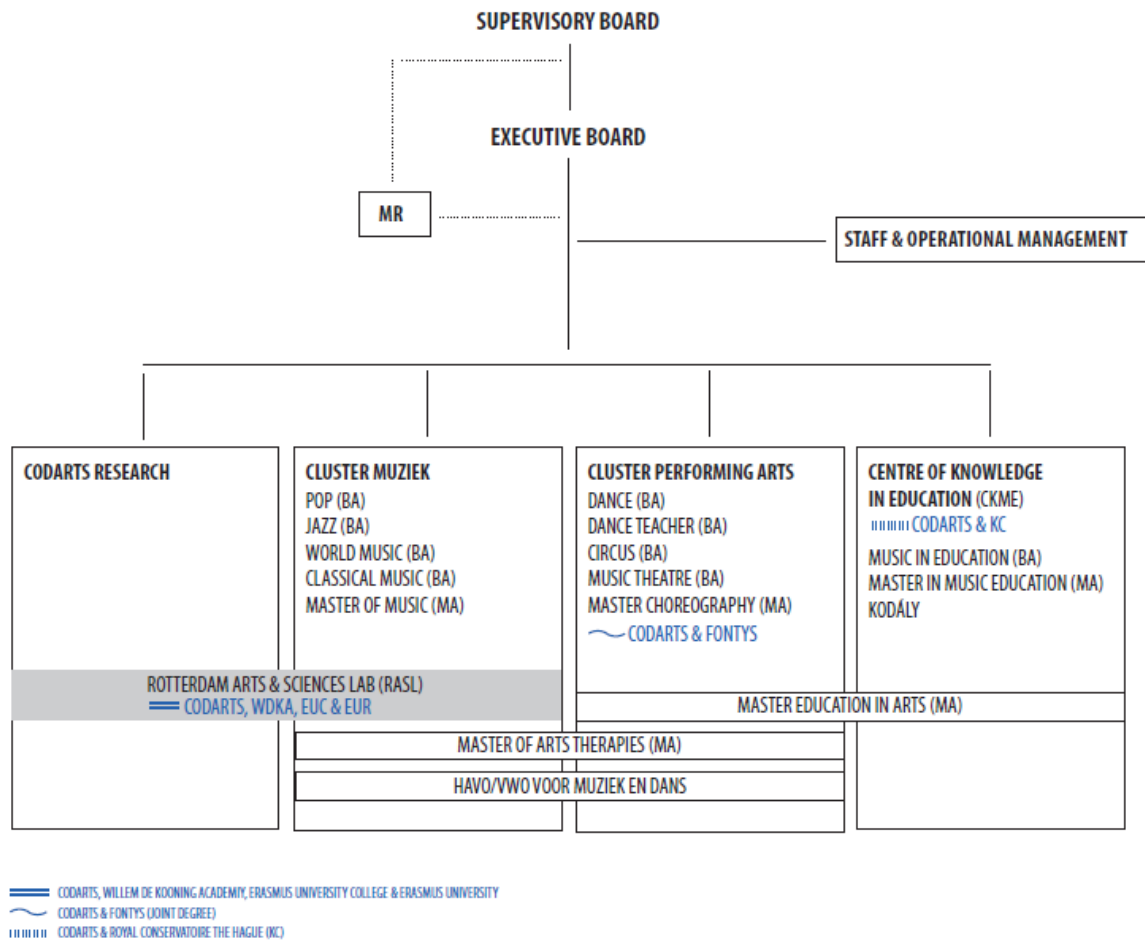 SUPERVISORY BOARD
EXECUTIVE BOARD
MR
STAFF & OPERATIONAL MANAGEMENT
CODARTS RESEARCH
CLUSTER MUZIEK
POP (BA)
JAZZ (BA)
WORLD MUSIC (BA)
CLASSICAL MUSIC (BA)
MASTER OF MUSIC (MA)
CLUSTER PERFORMING ARTS
DANCE (BA)
DANCE TEACHER (BA)
CIRCUS (BA)
MUSIC THEATRE (BA)
MASTER CHOREOGRAPHY (MA)
CODARTS & FONTYS
CENTRE OF KNOWLEDGE
IN EDUCATION (CKME)
CODARTS & KC
MUSIC IN EDUCATION (BA)
MASTER IN MUSIC EDUCATION (MA)
KODÁLY
ROTTERDAM ARTS & SCIENCES LAB (RASL)
CODARTS, WDKA, EUC & EUR
MASTER EDUCATION IN ARTS (MA)
MASTER OF ARTS THERAPIES (MA)
HAVO/VWO VOOR MUZIEK EN DANS
CODARTS, WILLEM DE KOONING ACADEMIY, ERASMUS UNIVERSITY COLLEGE & ERASMUS UNIVERSITY
CODARTS & FONTYS (JOINT DEGREE)
CODARTS & ROYAL CONSERVATOIRE THE HAGUE (KC)